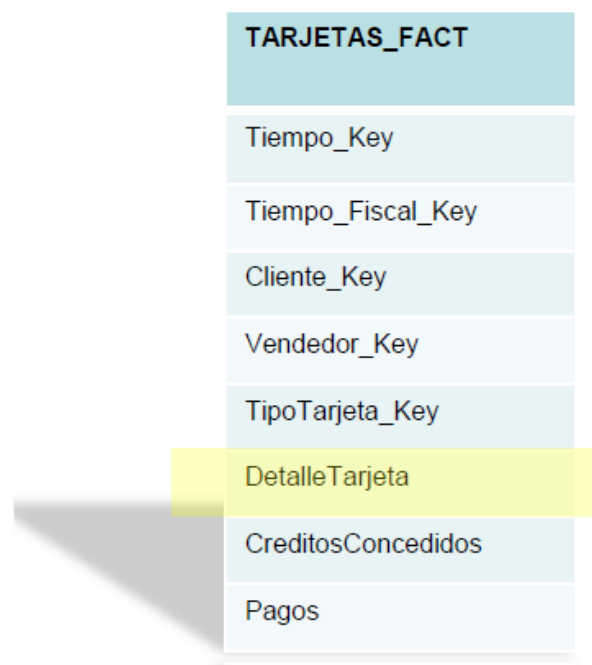 TARJETAS_FACT
Tiempo_Key
Tiempo_Fiscal_Key
Cliente_Key
Vendedor_Key
TipoTarjeta_Key
DetalleTarjeta
CreditosConcedidos
Pagos